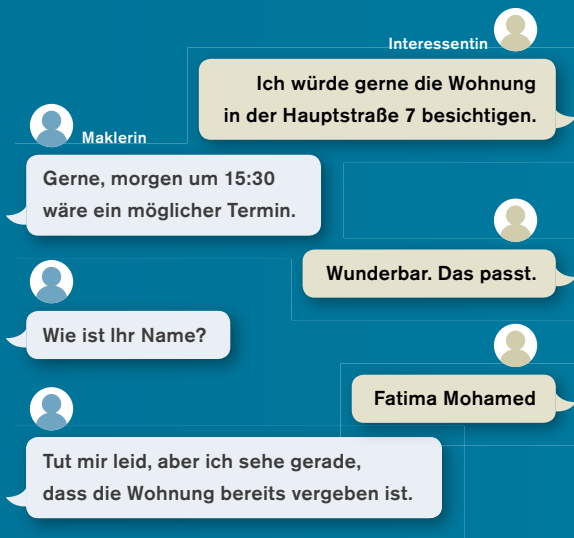 Interessentin
Ich würde gerne die Wohnung
in der Hauptstraße 7 besichtigen.
Maklerin
Gerne, morgen um 15:30
wäre ein möglicher Termin.
Wunderbar. Das passt.
Wie ist Ihr Name?
Fatima Mohamed
Tut mir leid, aber ich sehe gerade,
dass die Wohnung bereits vergeben ist.